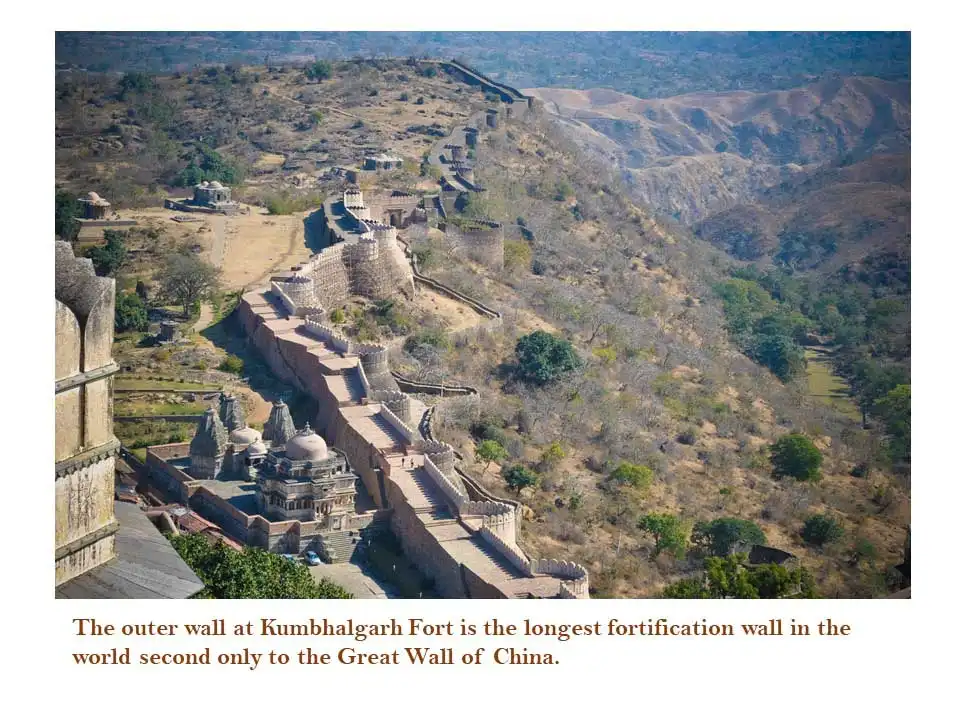 The outer wall at Kumbhalgarh Fort is the longest fortification wall in the
world second only to the Great Wall of China.